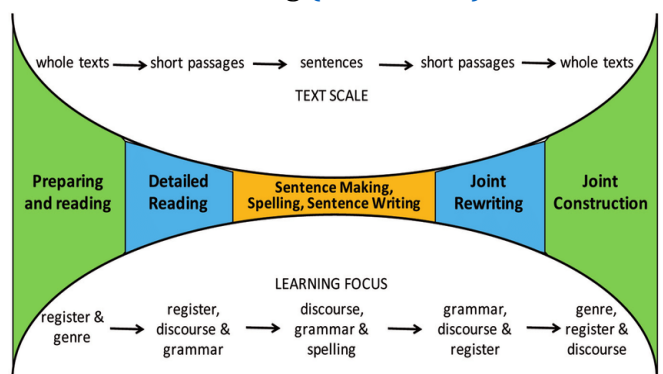 whole texts → short passages → sentences → short passages → whole texts
TEXT SCALE
Preparing
and reading
Detailed
Reading
Sentence Making,
Spelling, Sentence Writing
Joint
Rewriting
Joint
Construction
LEARNING FOCUS
register &
genre
→
register,
discourse &
grammar
→
discourse,
grammar &
spelling
→
grammar,
discourse &
register
→
genre,
register &
discourse